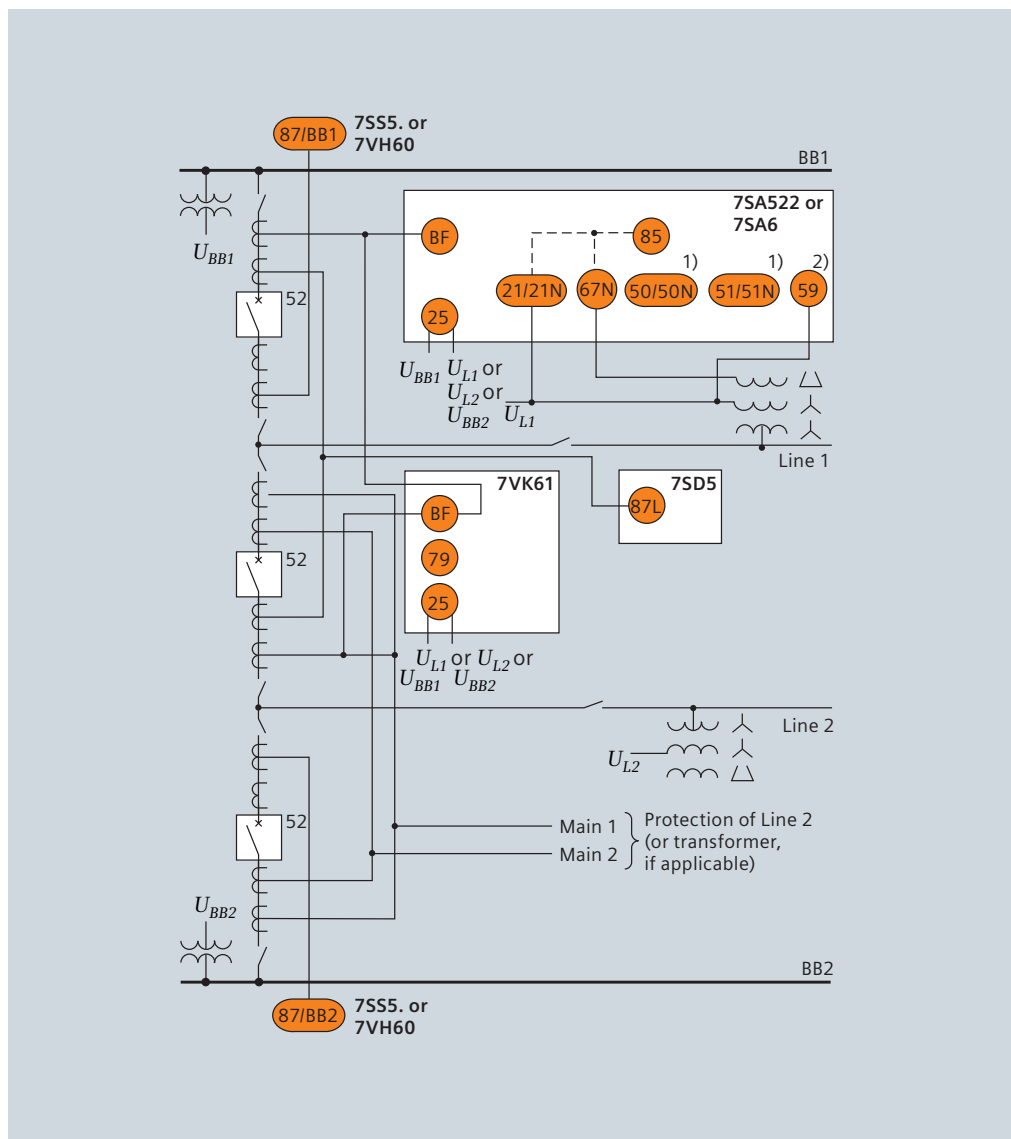 87/BB1
7SS5. or
7VH60
BB1
U_BB1
7SA522 or
7SA6
BF
85
21/21N
67N
1)
50/50N
1)
51/51N
2)
59
25
52
U_BB1 U_L1 or
U_L2 or
U_BB2
U_L1
Line 1
7VK61
BF
79
25
7SD5
87L
52
U_L1 or U_L2 or
U_BB1 U_BB2
Line 2
U_L2
52
Main 1
Main 2
Protection of Line 2
(or transformer,
if applicable)
U_BB2
BB2
87/BB2
7SS5. or
7VH60